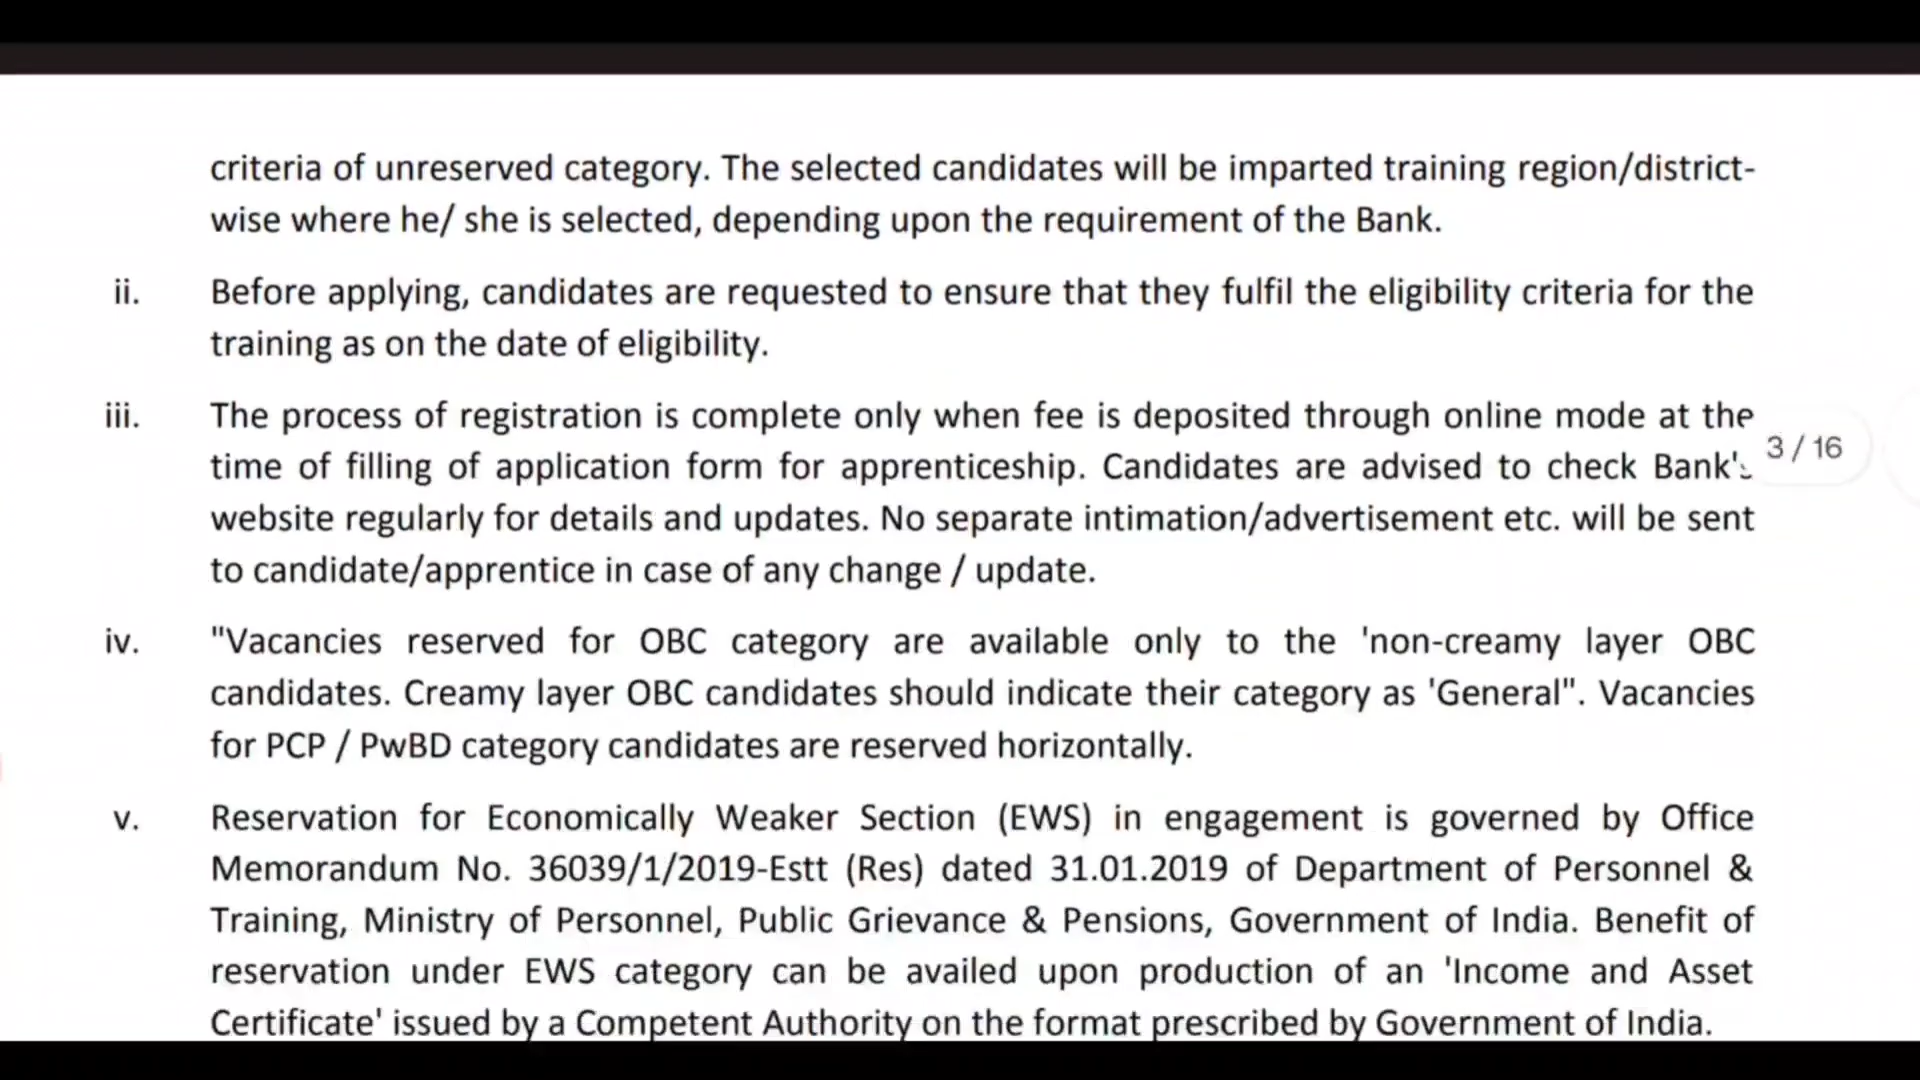 criteria of unreserved category. The selected candidates will be imparted training region/district-
wise where he/ she is selected, depending upon the requirement of the Bank.
ii. Before applying, candidates are requested to ensure that they fulfil the eligibility criteria for the
training as on the date of eligibility.
iii. The process of registration is complete only when fee is deposited through online mode at the
time of filling of application form for apprenticeship. Candidates are advised to check Bank's
3 / 16
website regularly for details and updates. No separate intimation/advertisement etc. will be sent
to candidate/apprentice in case of any change / update.
iv. "Vacancies reserved for OBC category are available only to the 'non-creamy layer OBC
candidates. Creamy layer OBC candidates should indicate their category as 'General". Vacancies
for PCP / PwBD category candidates are reserved horizontally.
v. Reservation for Economically Weaker Section (EWS) in engagement is governed by Office
Memorandum No. 36039/1/2019-Estt (Res) dated 31.01.2019 of Department of Personnel &
Training, Ministry of Personnel, Public Grievance & Pensions, Government of India. Benefit of
reservation under EWS category can be availed upon production of an 'Income and Asset
Certificate' issued by a Competent Authority on the format prescribed by Government of India.